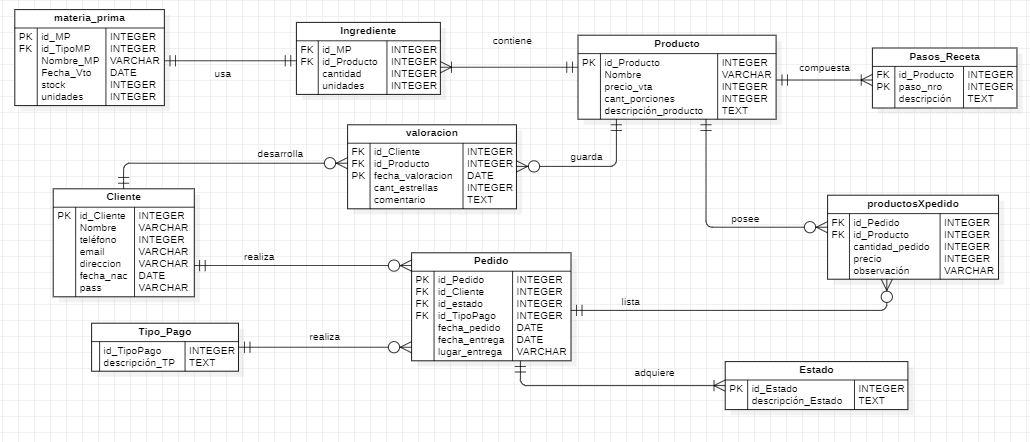 materia_prima
PK id_MP INTEGER
FK id_TipoMP INTEGER
Nombre_MP VARCHAR
Fecha_Vto DATE
stock INTEGER
unidades INTEGER
usa
Ingrediente
FK id_MP INTEGER
FK id_Producto INTEGER
cantidad INTEGER
unidades INTEGER
contiene
Producto
PK id_Producto INTEGER
Nombre VARCHAR
precio_vta INTEGER
cant_porciones INTEGER
descripción_producto TEXT
compuesta
Pasos_Receta
FK id_Producto INTEGER
PK paso_nro INTEGER
descripción TEXT
desarrolla
valoracion
FK id_Cliente INTEGER
FK id_Producto INTEGER
PK fecha_valoracion DATE
cant_estrellas INTEGER
comentario TEXT
guarda
Cliente
PK id_Cliente INTEGER
Nombre VARCHAR
teléfono INTEGER
email VARCHAR
direccion VARCHAR
fecha_nac DATE
pass VARCHAR
posee
productosXpedido
FK id_Pedido INTEGER
FK id_Producto INTEGER
cantidad_pedido INTEGER
precio INTEGER
observación VARCHAR
realiza
Pedido
PK id_Pedido INTEGER
FK id_Cliente INTEGER
FK id_estado INTEGER
FK id_TipoPago INTEGER
fecha_pedido DATE
fecha_entrega DATE
lugar_entrega VARCHAR
lista
Tipo_Pago
id_TipoPago INTEGER
descripción_TP TEXT
realiza
adquiere
Estado
PK id_Estado INTEGER
descripción_Estado TEXT